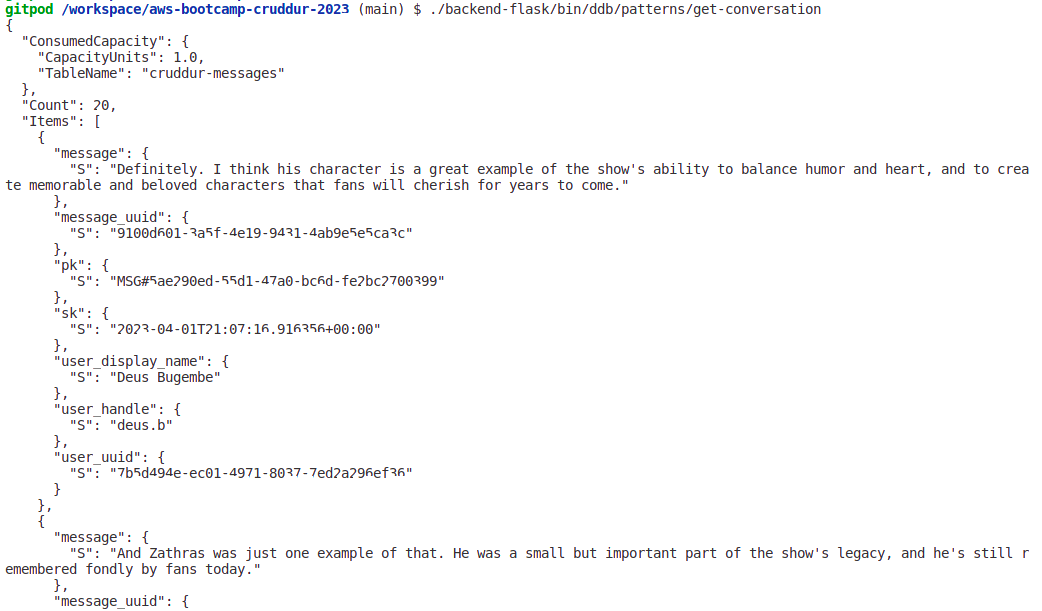 gitpod /workspace/aws-bootcamp-cruddur-2023 (main) $ ./backend-flask/bin/ddb/patterns/get-conversation
{
  "ConsumedCapacity": {
    "CapacityUnits": 1.0,
    "TableName": "cruddur-messages"
  },
  "Count": 20,
  "Items": [
    {
      "message": {
        "S": "Definitely. I think his character is a great example of the show's ability to balance humor and heart, and to crea
te memorable and beloved characters that fans will cherish for years to come."
      },
      "message_uuid": {
        "S": "9100d601-3a5f-4e19-9431-4ab9e5e5ca3c"
      },
      "pk": {
        "S": "MSG#5ae290ed-55d1-47a0-bc6d-fe2bc2700399"
      },
      "sk": {
        "S": "2023-04-01T21:07:16.916356+00:00"
      },
      "user_display_name": {
        "S": "Deus Bugembe"
      },
      "user_handle": {
        "S": "deus.b"
      },
      "user_uuid": {
        "S": "7b5d494e-ec01-4971-8037-7ed2a296ef36"
      }
    },
    {
      "message": {
        "S": "And Zathras was just one example of that. He was a small but important part of the show's legacy, and he's still r
emembered fondly by fans today."
      },
      "message_uuid": {